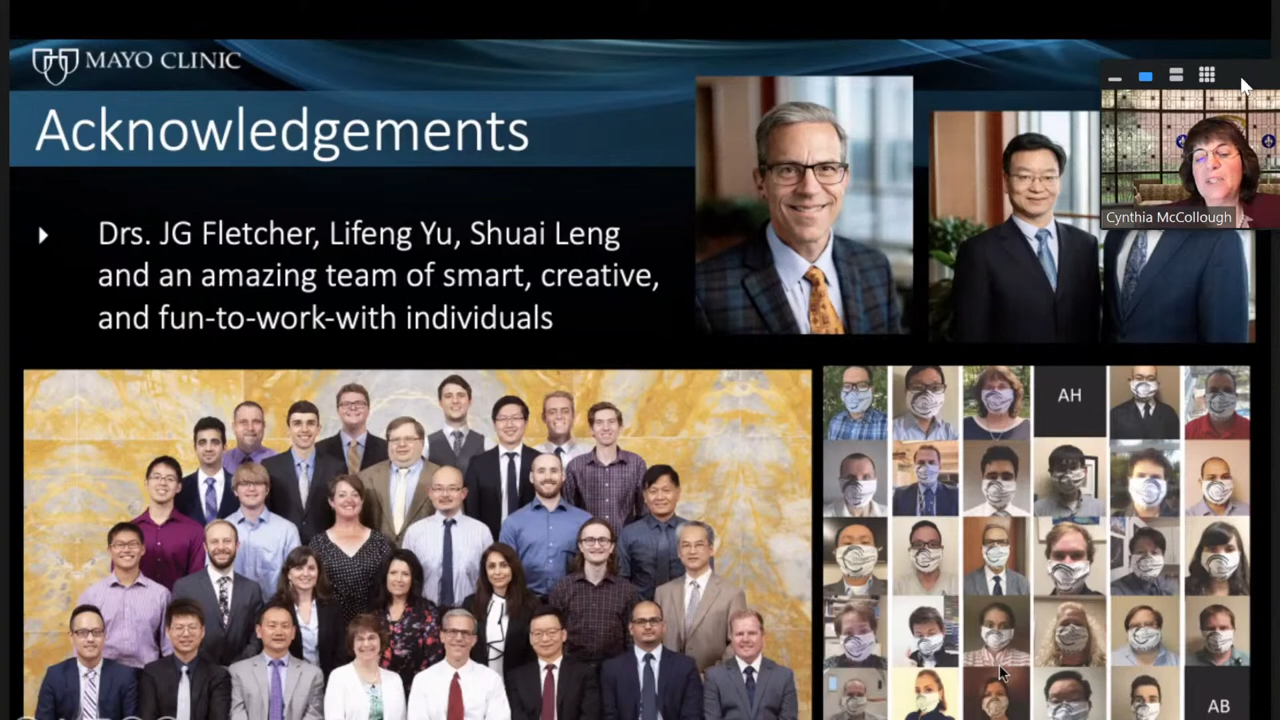 MAYO CLINIC
Acknowledgements
Drs. JG Fletcher, Lifeng Yu, Shuai Leng
and an amazing team of smart, creative,
and fun-to-work-with individuals
Cynthia McCollough
AH
AB